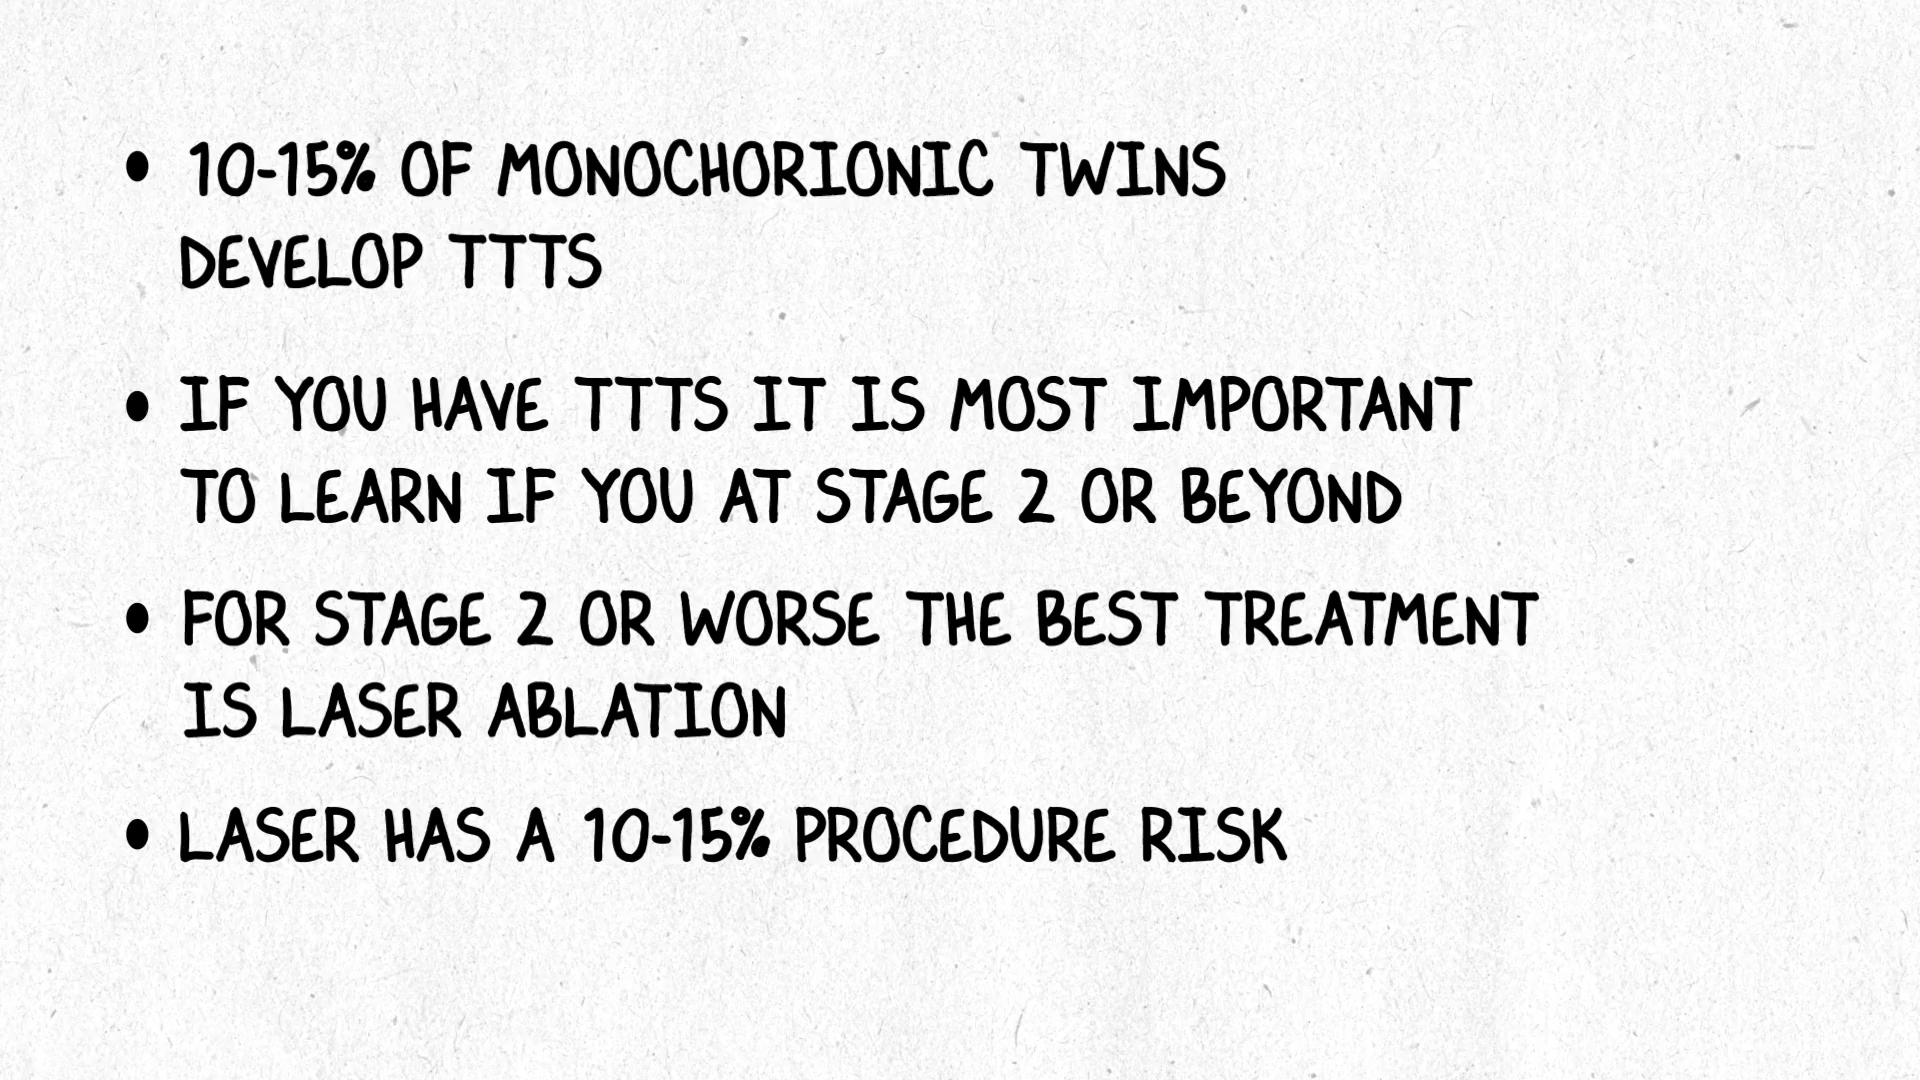 • 10-15% OF MONOCHORIONIC TWINS
DEVELOP TTTS
• IF YOU HAVE TTTS IT IS MOST IMPORTANT
TO LEARN IF YOU AT STAGE 2 OR BEYOND
• FOR STAGE 2 OR WORSE THE BEST TREATMENT
IS LASER ABLATION
• LASER HAS A 10-15% PROCEDURE RISK